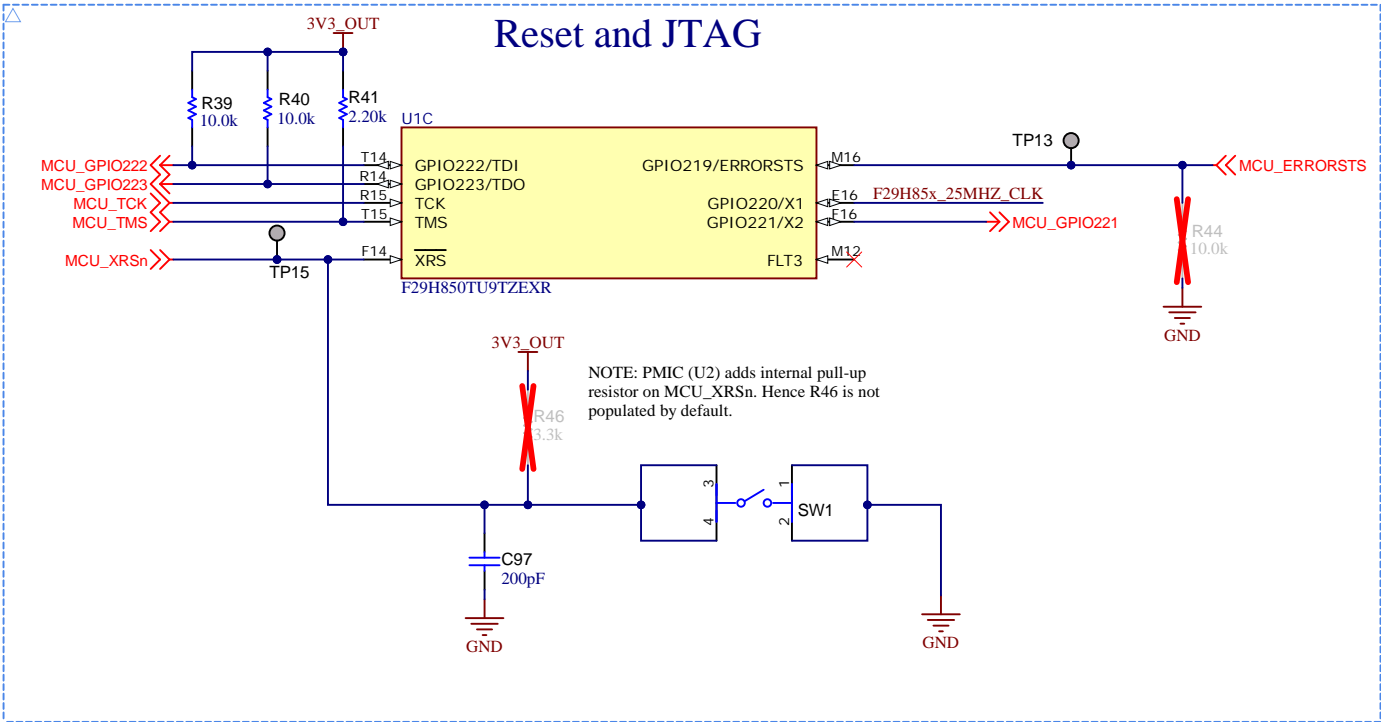 Reset and JTAG
3V3_OUT
R39
10.0k
R40
10.0k
R41
2.20k
U1C
MCU_GPIO222
T14
GPIO222/TDI
MCU_GPIO223
R14
GPIO223/TDO
MCU_TCK
R15
TCK
MCU_TMS
T15
TMS
MCU_XRSn
TP15
F14
XRS
F29H850TU9TZEXR
GPIO219/ERRORSTS
M16
TP13
MCU_ERRORSTS
GPIO220/X1
E16
F29H85x_25MHZ_CLK
GPIO221/X2
F16
MCU_GPIO221
FLT3
M12
R44
10.0k
GND
3V3_OUT
R46
3.3k
NOTE: PMIC (U2) adds internal pull-up
resistor on MCU_XRSn. Hence R46 is not
populated by default.
3
4
1
2
SW1
C97
200pF
GND
GND